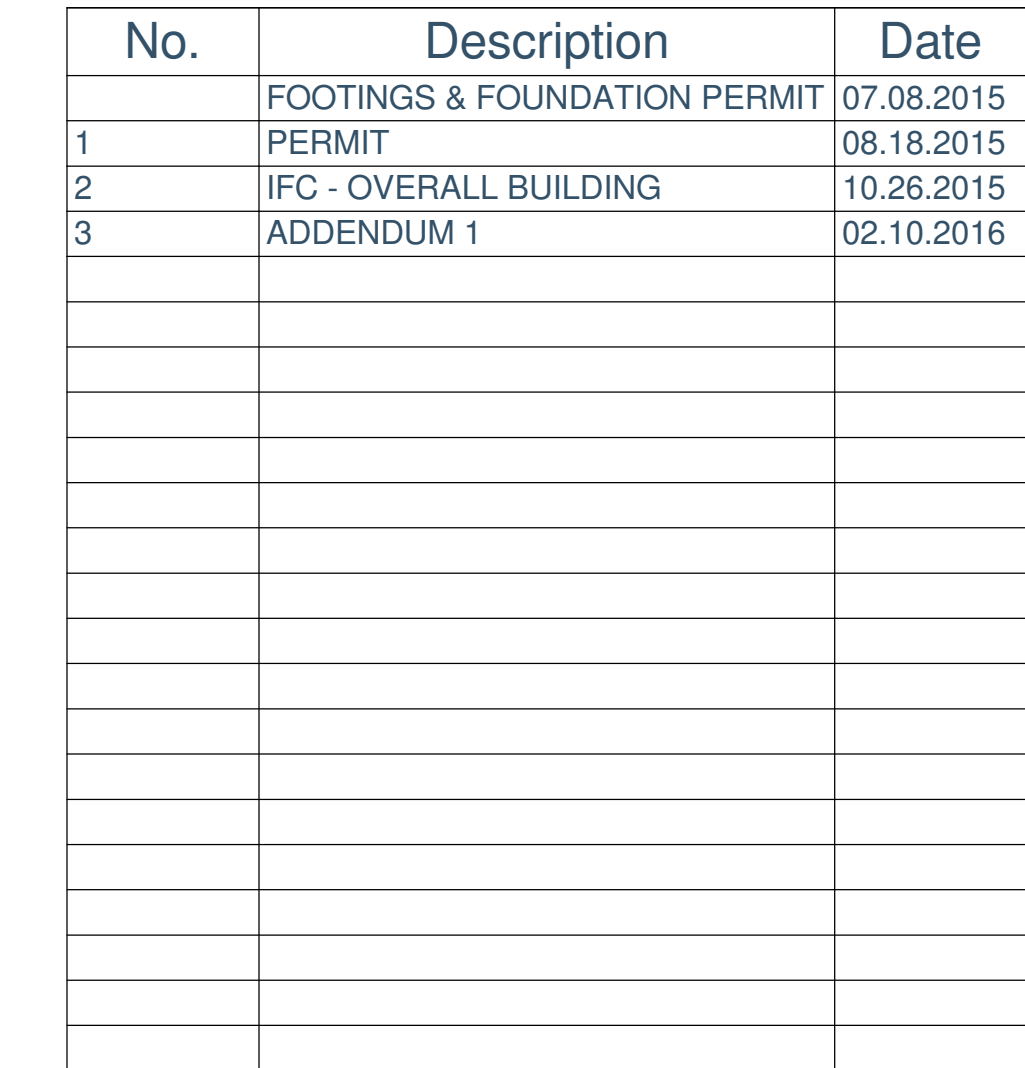 No. Description Date
FOOTINGS & FOUNDATION PERMIT 07.08.2015
1 PERMIT 08.18.2015
2 IFC - OVERALL BUILDING 10.26.2015
3 ADDENDUM 1 02.10.2016